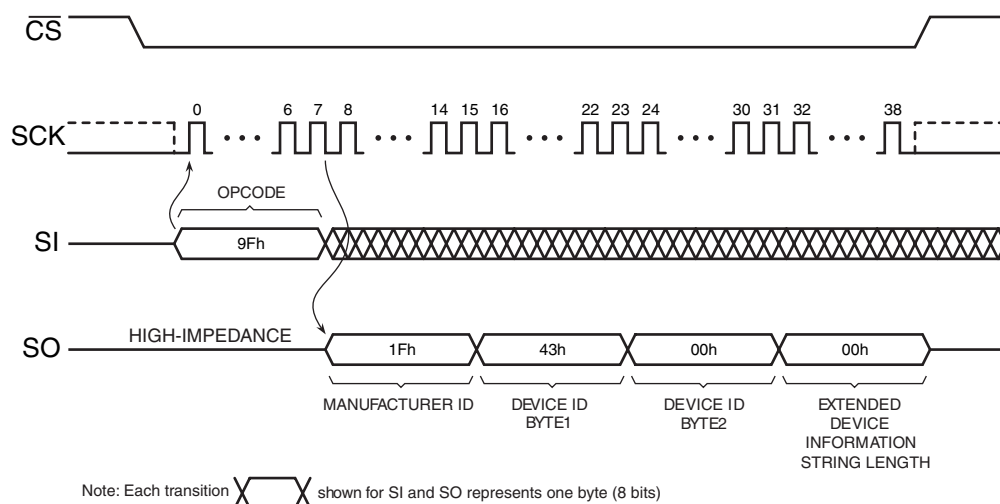 CS
SCK
0 6 7 8 14 15 16 22 23 24 30 31 32 38
OPCODE
SI
9Fh
HIGH-IMPEDANCE
SO
1Fh 43h 00h 00h
MANUFACTURER ID
DEVICE ID
BYTE1
DEVICE ID
BYTE2
EXTENDED
DEVICE
INFORMATION
STRING LENGTH
Note: Each transition shown for SI and SO represents one byte (8 bits)